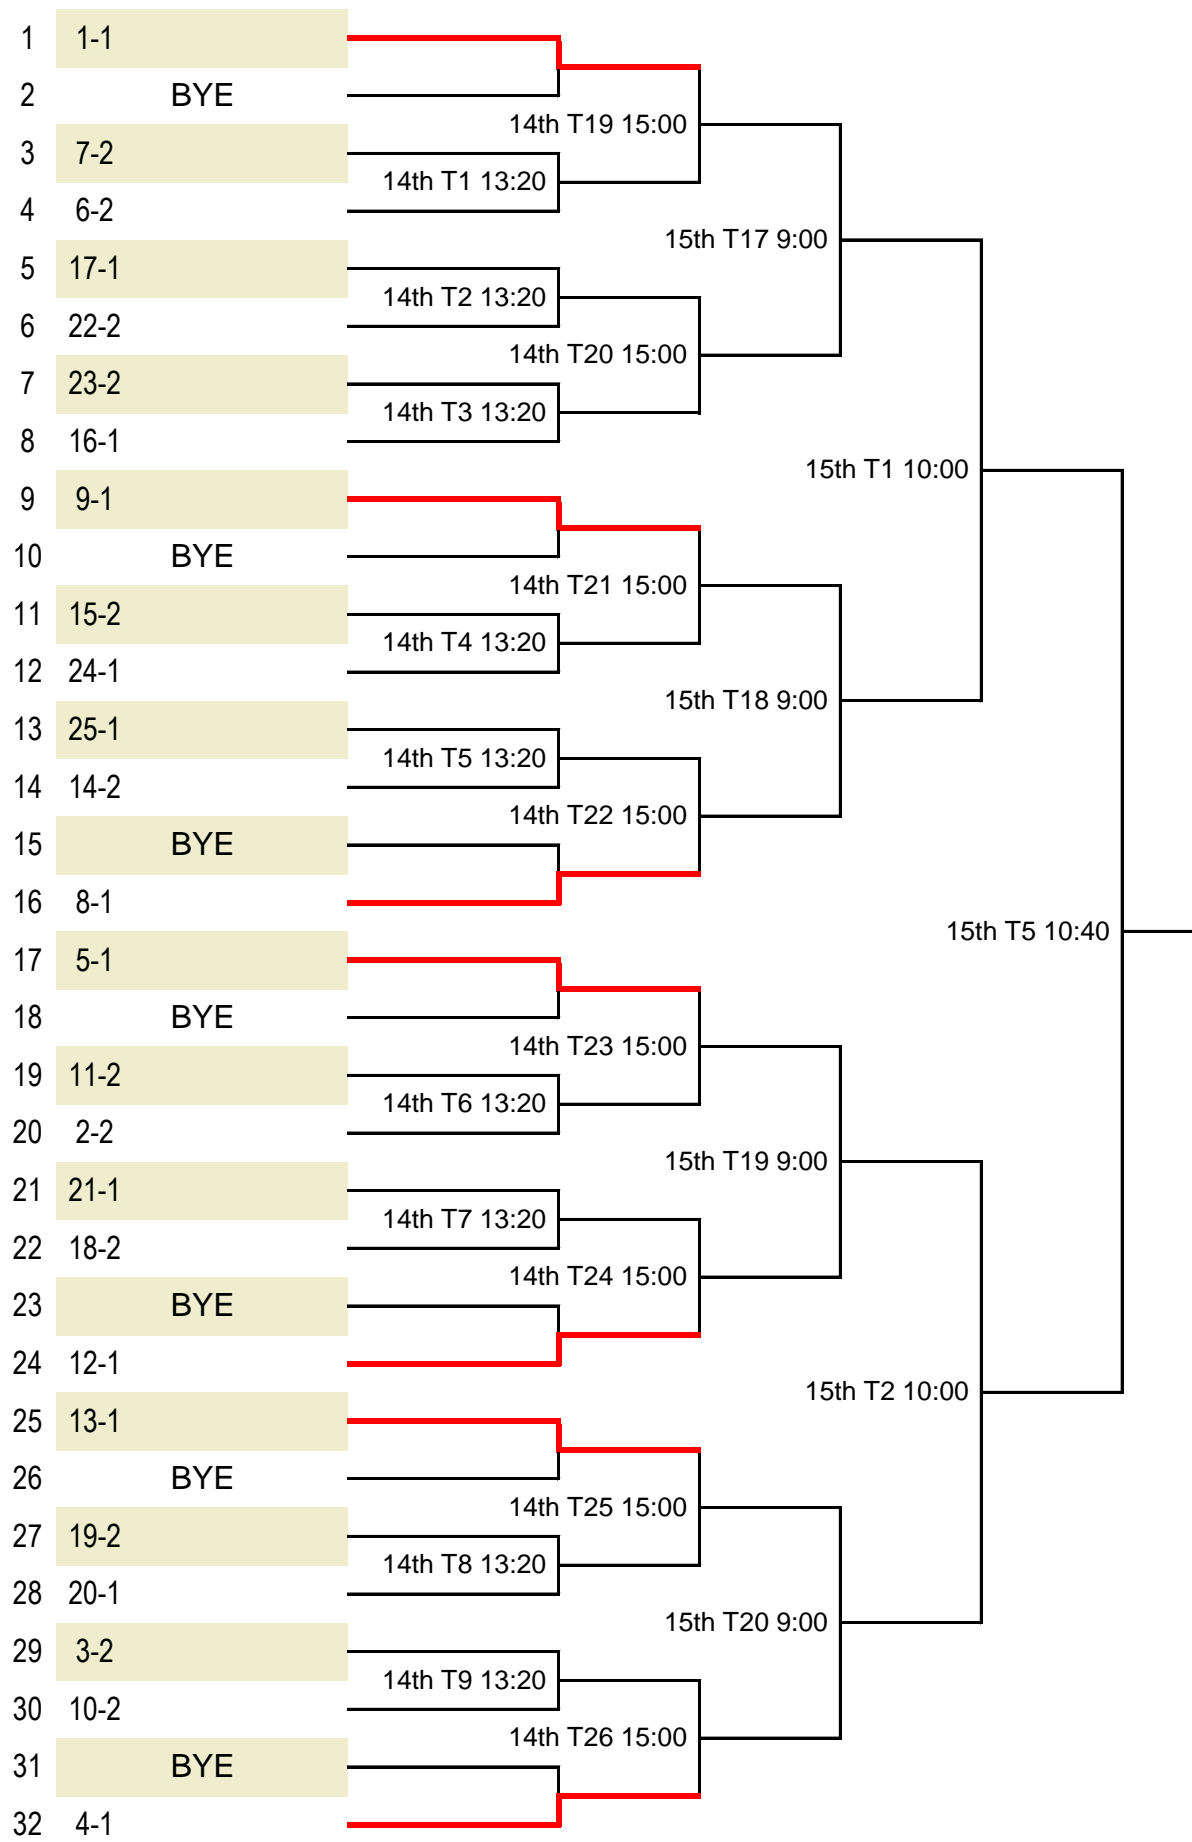 1 1-1
2 BYE
14th T19 15:00
3 7-2
14th T1 13:20
4 6-2
15th T17 9:00
5 17-1
14th T2 13:20
6 22-2
14th T20 15:00
7 23-2
14th T3 13:20
8 16-1
15th T1 10:00
9 9-1
10 BYE
14th T21 15:00
11 15-2
14th T4 13:20
12 24-1
15th T18 9:00
13 25-1
14th T5 13:20
14 14-2
14th T22 15:00
15 BYE
16 8-1
15th T5 10:40
17 5-1
18 BYE
14th T23 15:00
19 11-2
14th T6 13:20
20 2-2
15th T19 9:00
21 21-1
14th T7 13:20
22 18-2
14th T24 15:00
23 BYE
24 12-1
15th T2 10:00
25 13-1
26 BYE
14th T25 15:00
27 19-2
14th T8 13:20
28 20-1
15th T20 9:00
29 3-2
14th T9 13:20
30 10-2
14th T26 15:00
31 BYE
32 4-1